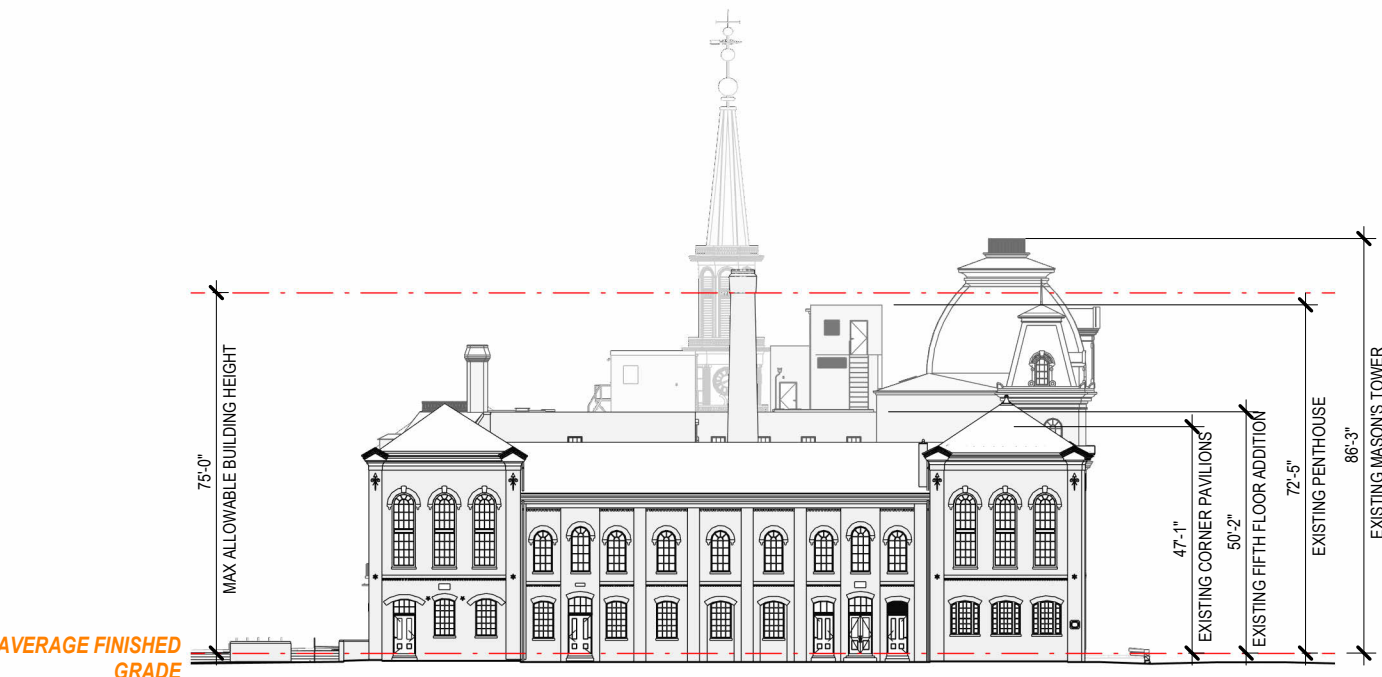 75'-0"
MAX ALLOWABLE BUILDING HEIGHT
AVERAGE FINISHED
GRADE
47'-1"
EXISTING CORNER PAVILIONS
50'-2"
EXISTING FIFTH FLOOR ADDITION
72'-5"
EXISTING PENTHOUSE
86'-3"
EXISTING MASON'S TOWER